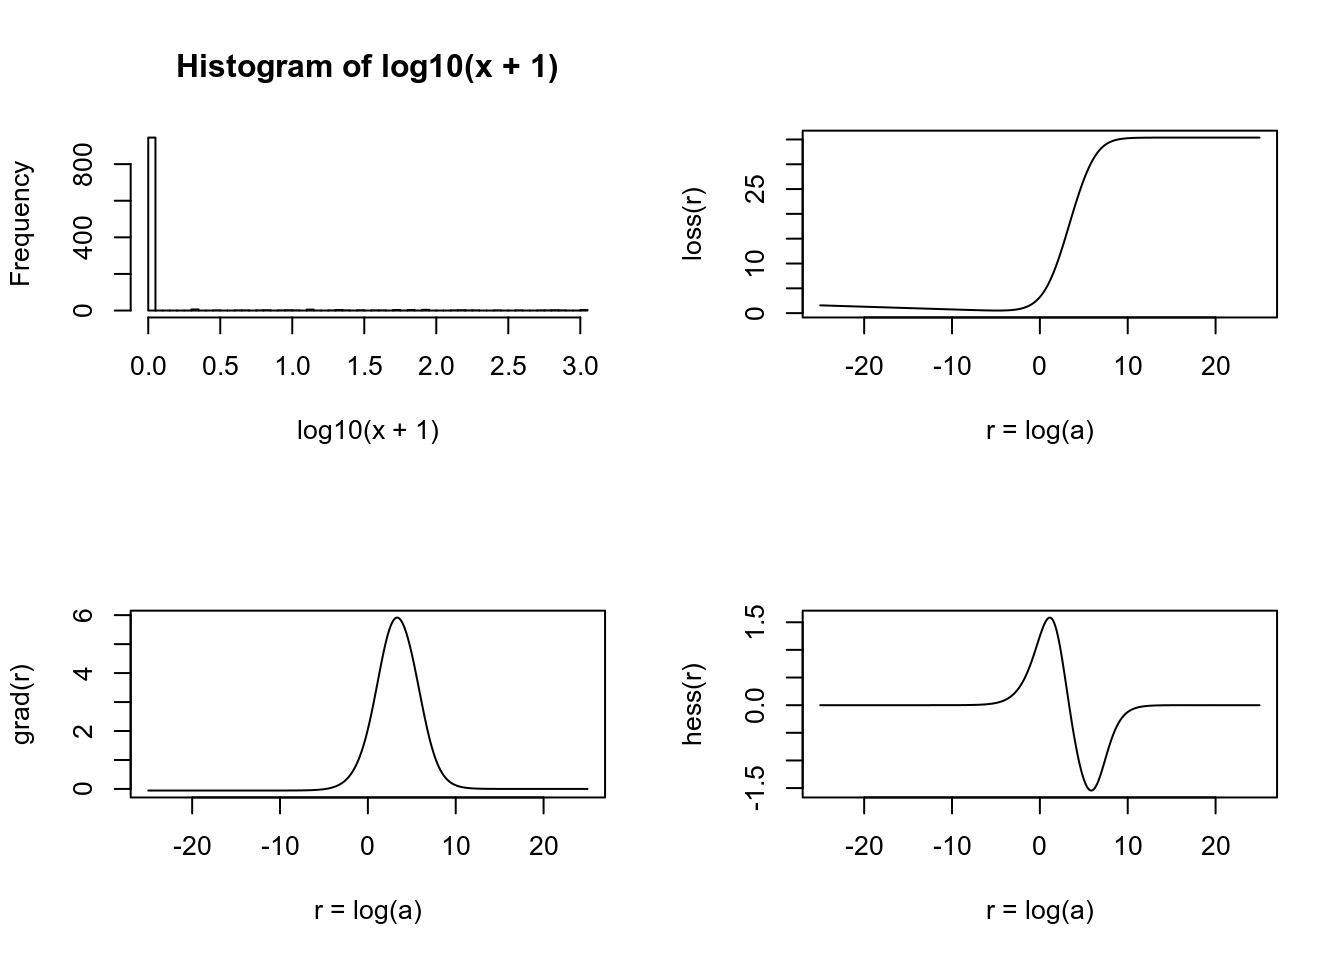 Histogram of log10(x + 1)
Frequency
0 400 800
0.0 0.5 1.0 1.5 2.0 2.5 3.0
log10(x + 1)
loss(r)
0 10 25
-20 -10 0 10 20
r = log(a)
grad(r)
0 2 4 6
-20 -10 0 10 20
r = log(a)
hess(r)
-1.5 0.0 1.5
-20 -10 0 10 20
r = log(a)